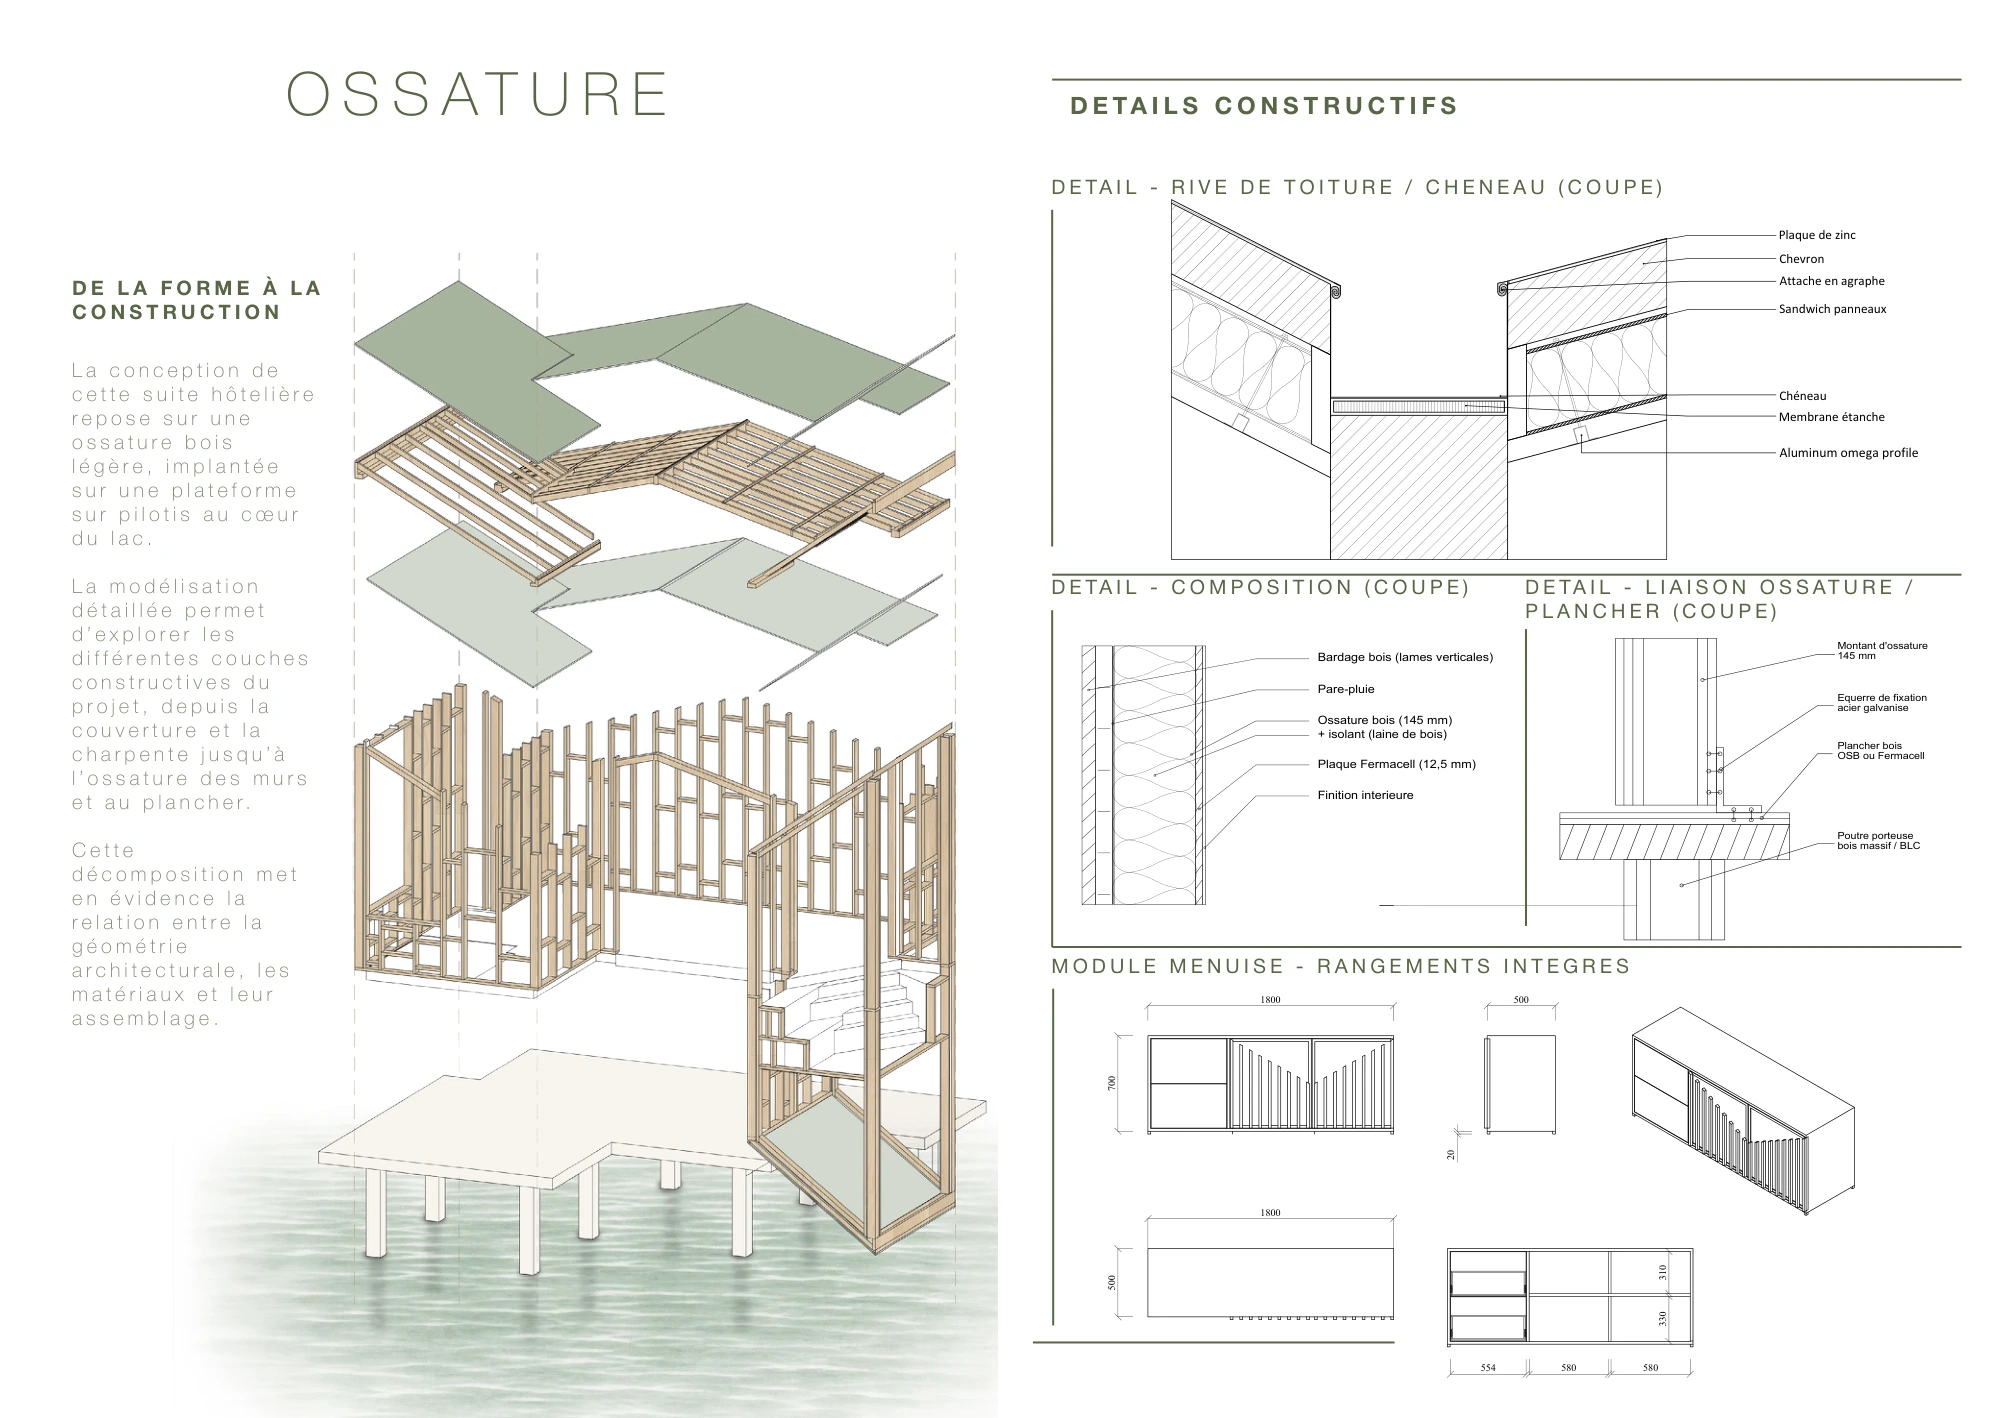 OSSATURE
DE LA FORME À LA
CONSTRUCTION
La conception de
cette suite hôtelière
repose sur une
ossature bois
légère, implantée
sur une plateforme
sur pilotis au cœur
du lac.
La modélisation
détaillée permet
d’explorer les
différentes couches
constructives du
projet, depuis la
couverture et la
charpente jusqu’à
l’ossature des murs
et au plancher.
Cette
décomposition met
en évidence la
relation entre la
géométrie
architecturale, les
matériaux et leur
assemblage.
DETAILS CONSTRUCTIFS
DETAIL - RIVE DE TOITURE / CHENEAU (COUPE)
Plaque de zinc
Chevron
Attache en agraphe
Sandwich panneaux
Chéneau
Membrane étanche
Aluminum omega profile
DETAIL - COMPOSITION (COUPE)
Bardage bois (lames verticales)
Pare-pluie
Ossature bois (145 mm)
+ isolant (laine de bois)
Plaque Fermacell (12,5 mm)
Finition interieure
DETAIL - LIAISON OSSATURE /
PLANCHER (COUPE)
Montant d'ossature
145 mm
Equerre de fixation
acier galvanise
Plancher bois
OSB ou Fermacell
Poutre porteuse
bois massif / BLC
MODULE MENUISE - RANGEMENTS INTEGRES
1800
500
700
20
1800
500
310
330
554
580
580